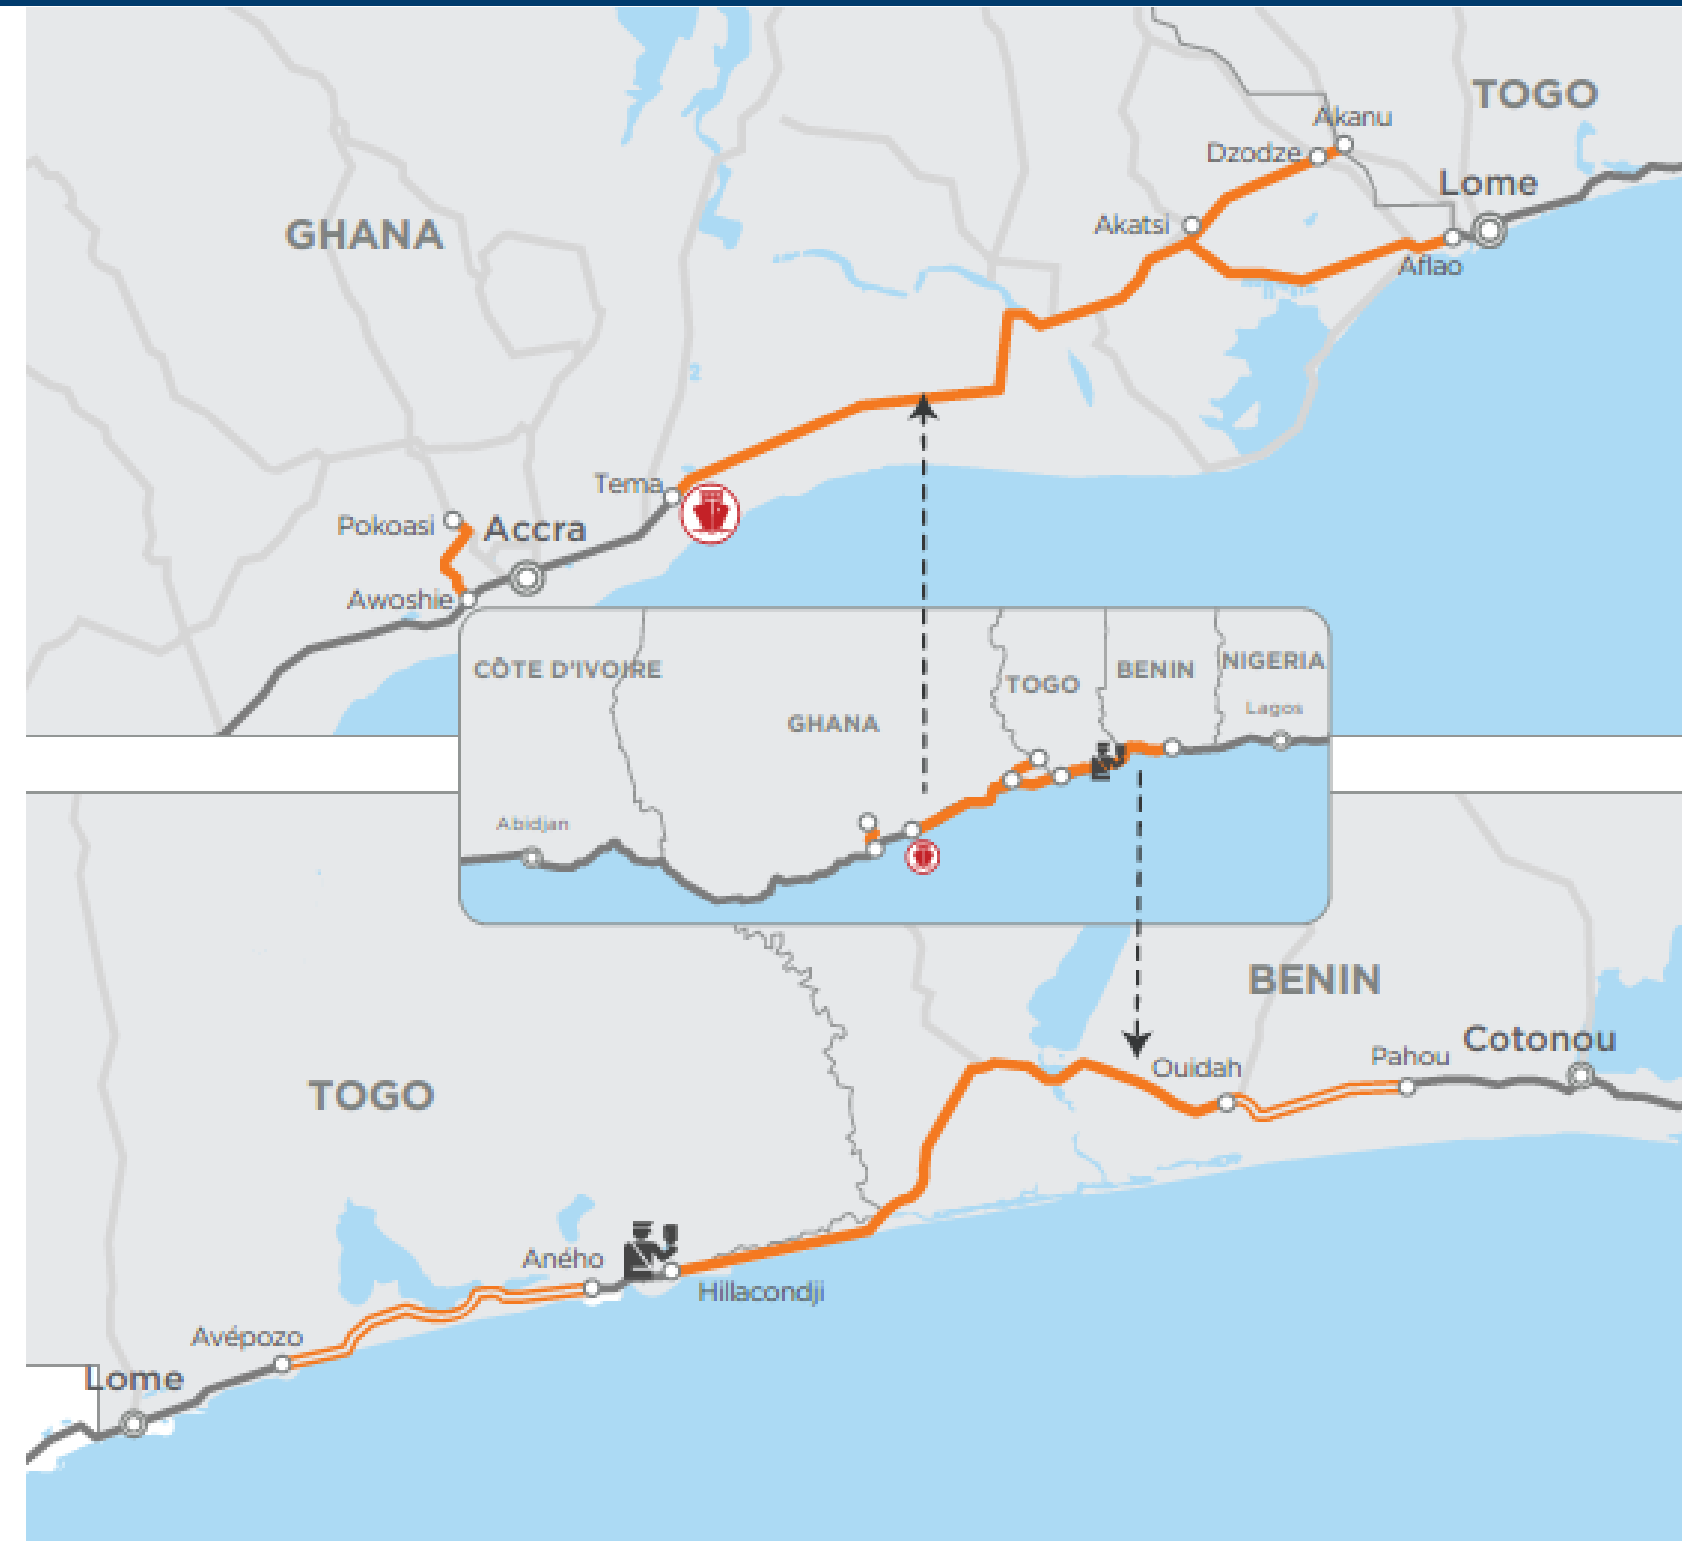 TOGO
Akanu
Dzodze
Lome
Akatsi
GHANA
Aflao
2
Tema
Pokoasi
Accra
Awoshie
CÔTE D'IVOIRE
GHANA
TOGO
BENIN
NIGERIA
Lagos
Abidjan
BENIN
Cotonou
Pahou
Ouidah
TOGO
Aného
Hillacondji
Avépozo
Lome